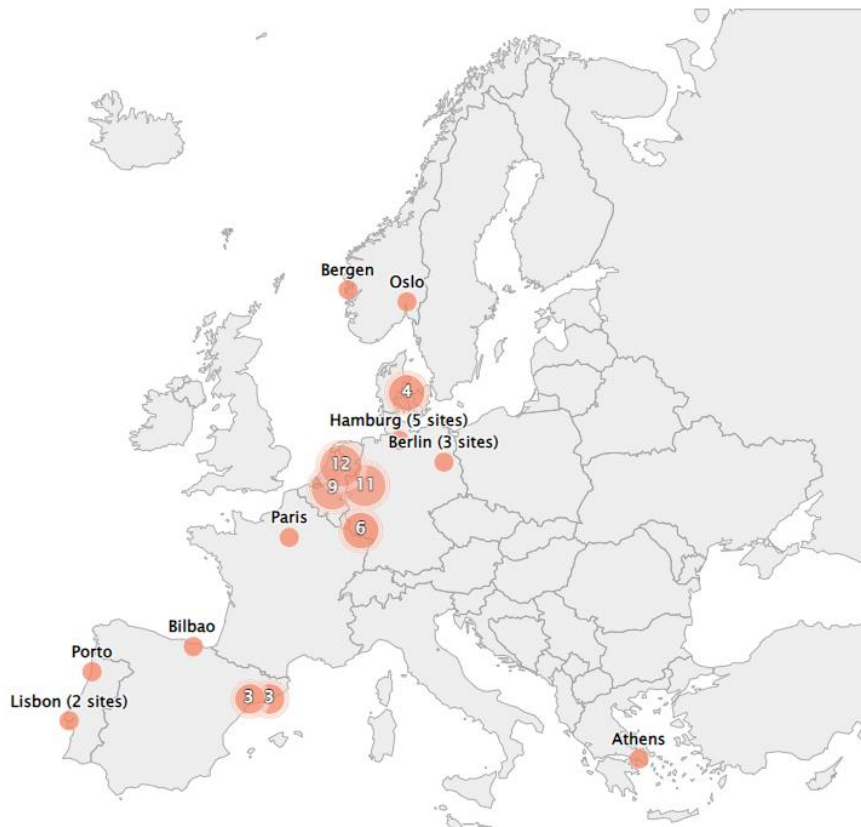 Bergen
Oslo
4
Hamburg (5 sites)
Berlin (3 sites)
12
9
11
Paris
6
Bilbao
Porto
3
3
Lisbon (2 sites)
Athens